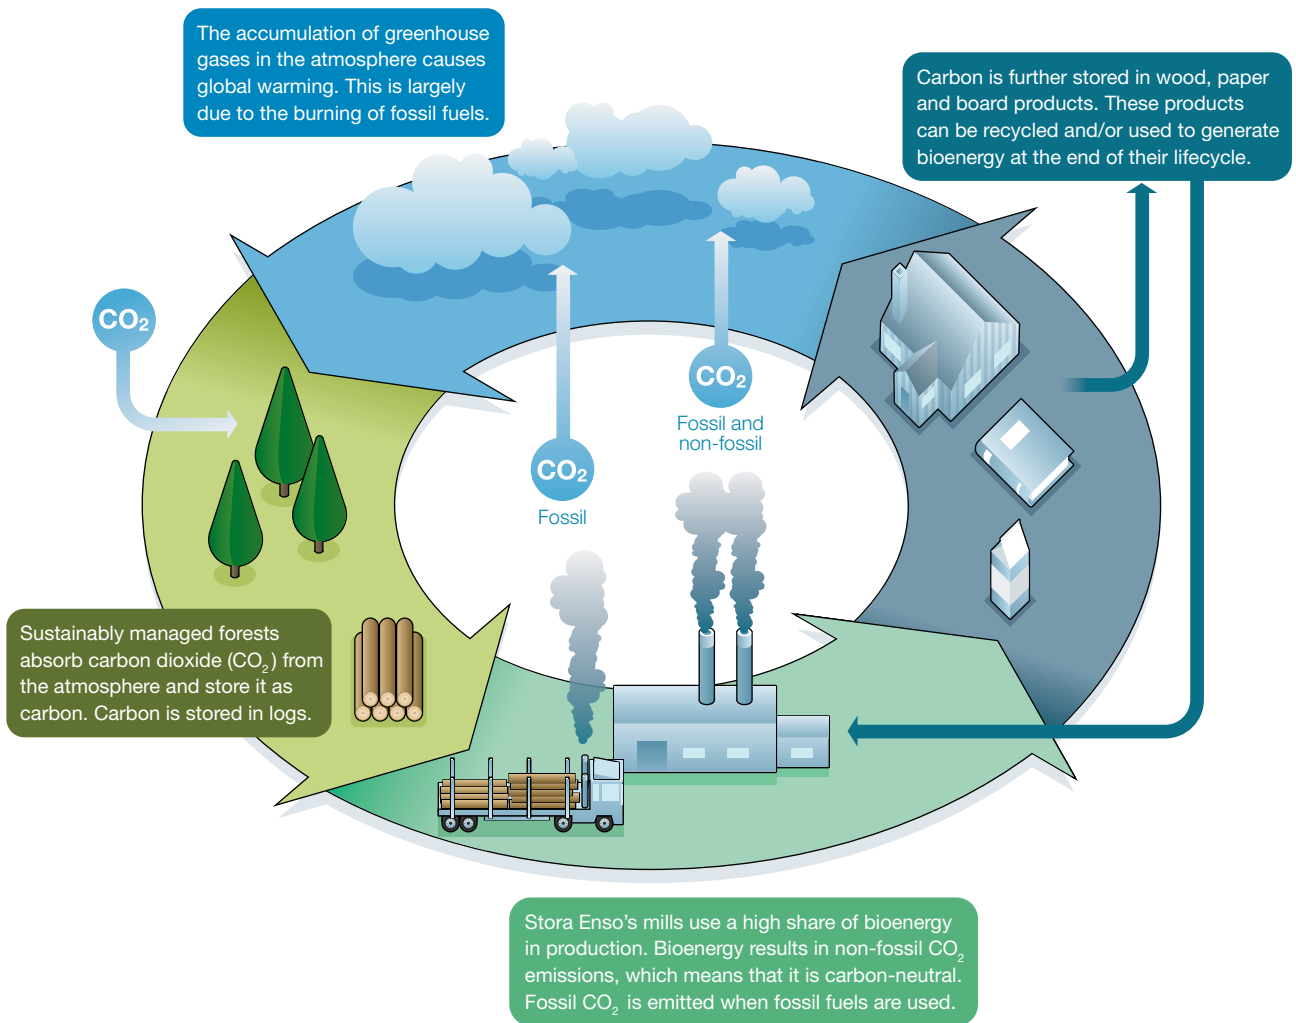 The accumulation of greenhouse
gases in the atmosphere causes
global warming. This is largely
due to the burning of fossil fuels.
Carbon is further stored in wood, paper
and board products. These products
can be recycled and/or used to generate
bioenergy at the end of their lifecycle.
CO₂
CO₂
Fossil and
non-fossil
CO₂
Fossil
Sustainably managed forests
absorb carbon dioxide (CO₂) from
the atmosphere and store it as
carbon. Carbon is stored in logs.
Stora Enso’s mills use a high share of bioenergy
in production. Bioenergy results in non-fossil CO₂
emissions, which means that it is carbon-neutral.
Fossil CO₂ is emitted when fossil fuels are used.